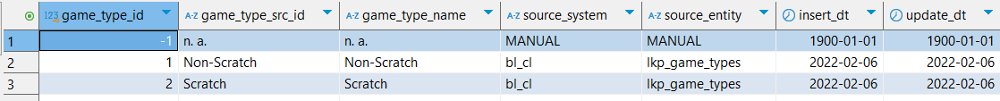 123 game_type_id A-Z game_type_src_id A-Z game_type_name A-Z source_system A-Z source_entity insert_dt update_dt
1 -1 n. a. n. a. MANUAL MANUAL 1900-01-01 1900-01-01
2 1 Non-Scratch Non-Scratch bl_cl lkp_game_types 2022-02-06 2022-02-06
3 2 Scratch Scratch bl_cl lkp_game_types 2022-02-06 2022-02-06